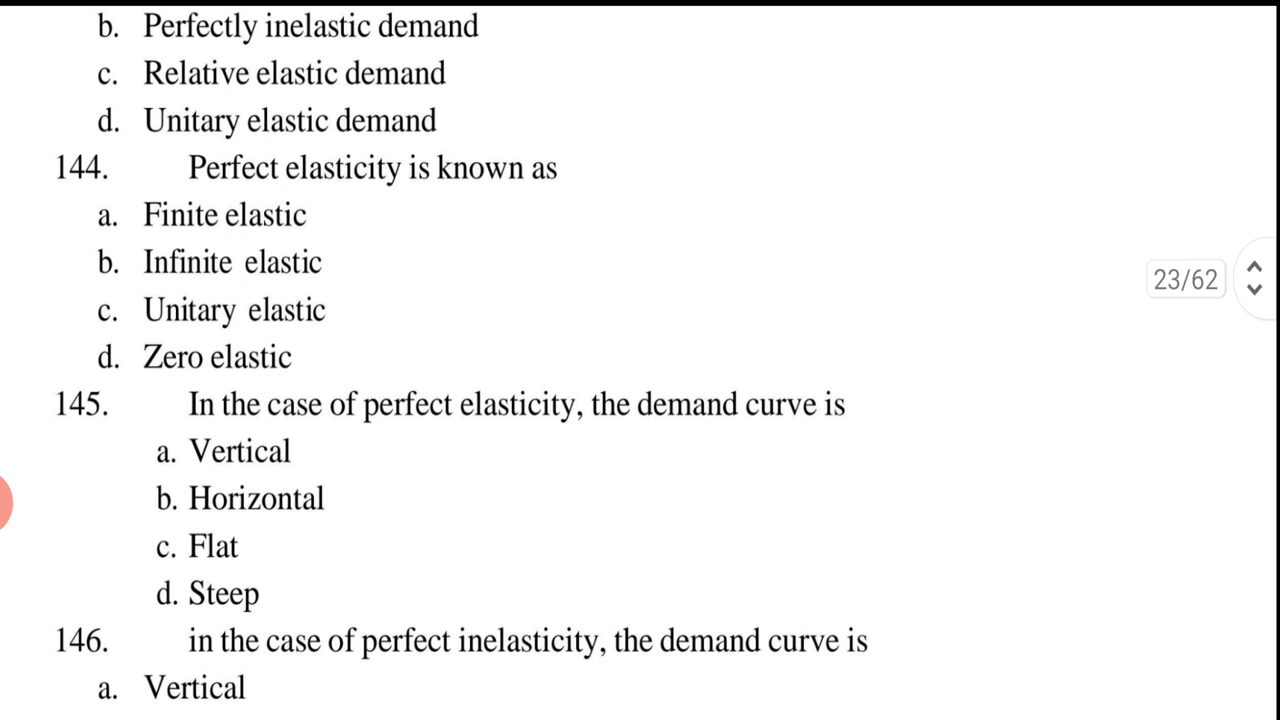 b. Perfectly inelastic demand
c. Relative elastic demand
d. Unitary elastic demand
144. Perfect elasticity is known as
a. Finite elastic
b. Infinite elastic
c. Unitary elastic
d. Zero elastic
23/62
145. In the case of perfect elasticity, the demand curve is
a. Vertical
b. Horizontal
c. Flat
d. Steep
146. in the case of perfect inelasticity, the demand curve is
a. Vertical